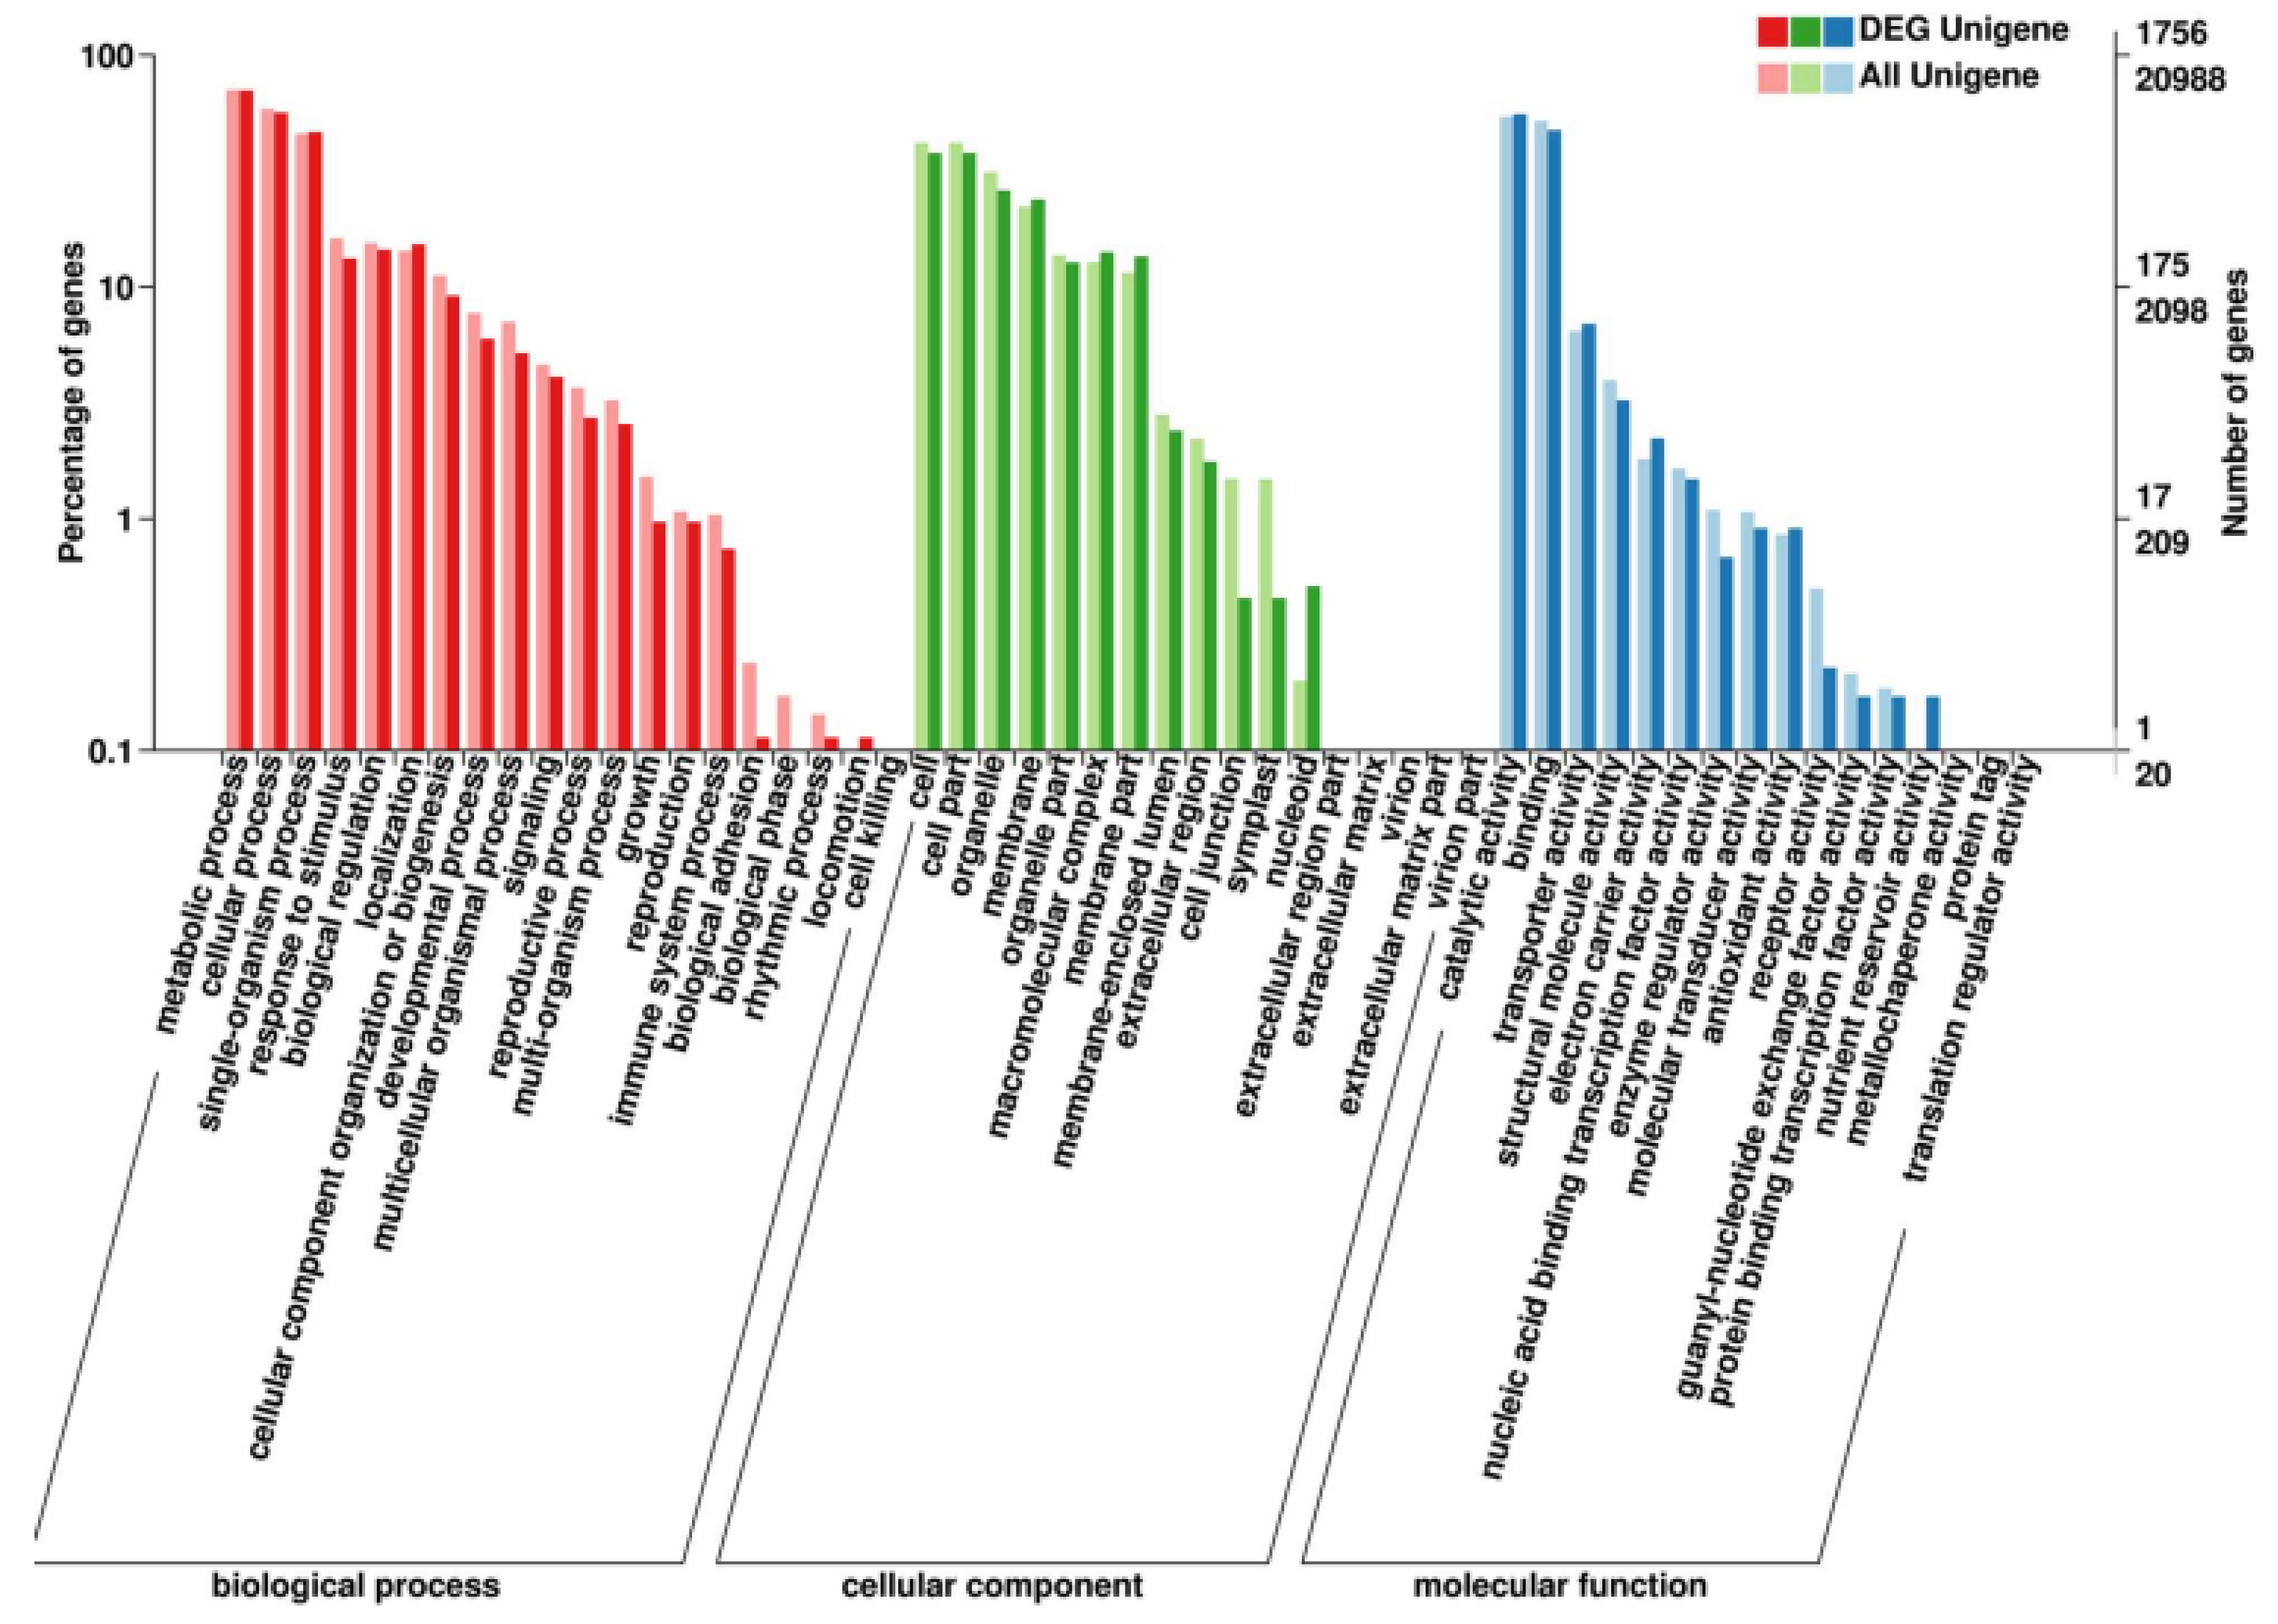 DEG Unigene
All Unigene
Percentage of genes
100
10
1
0.1
1756
20988
175
2098
17
209
1
20
Number of genes
metabolic process
cellular process
single-organism process
response to stimulus
biological regulation
localization
cellular component organization or biogenesis
developmental process
multicellular organismal process
signaling
reproductive process
multi-organism process
growth
reproduction
immune system process
biological adhesion
biological phase
rhythmic process
locomotion
cell killing
cell
cell part
organelle
membrane
organelle part
macromolecular complex
membrane part
membrane-enclosed lumen
extracellular region
cell junction
symplast
nucleoid
extracellular region part
extracellular matrix
virion
extracellular matrix part
virion part
catalytic activity
binding
transporter activity
structural molecule activity
electron carrier activity
nucleic acid binding transcription factor activity
enzyme regulator activity
molecular transducer activity
antioxidant activity
receptor activity
guanyl-nucleotide exchange factor activity
protein binding transcription factor activity
nutrient reservoir activity
metallochaperone activity
protein tag
translation regulator activity
biological process
cellular component
molecular function